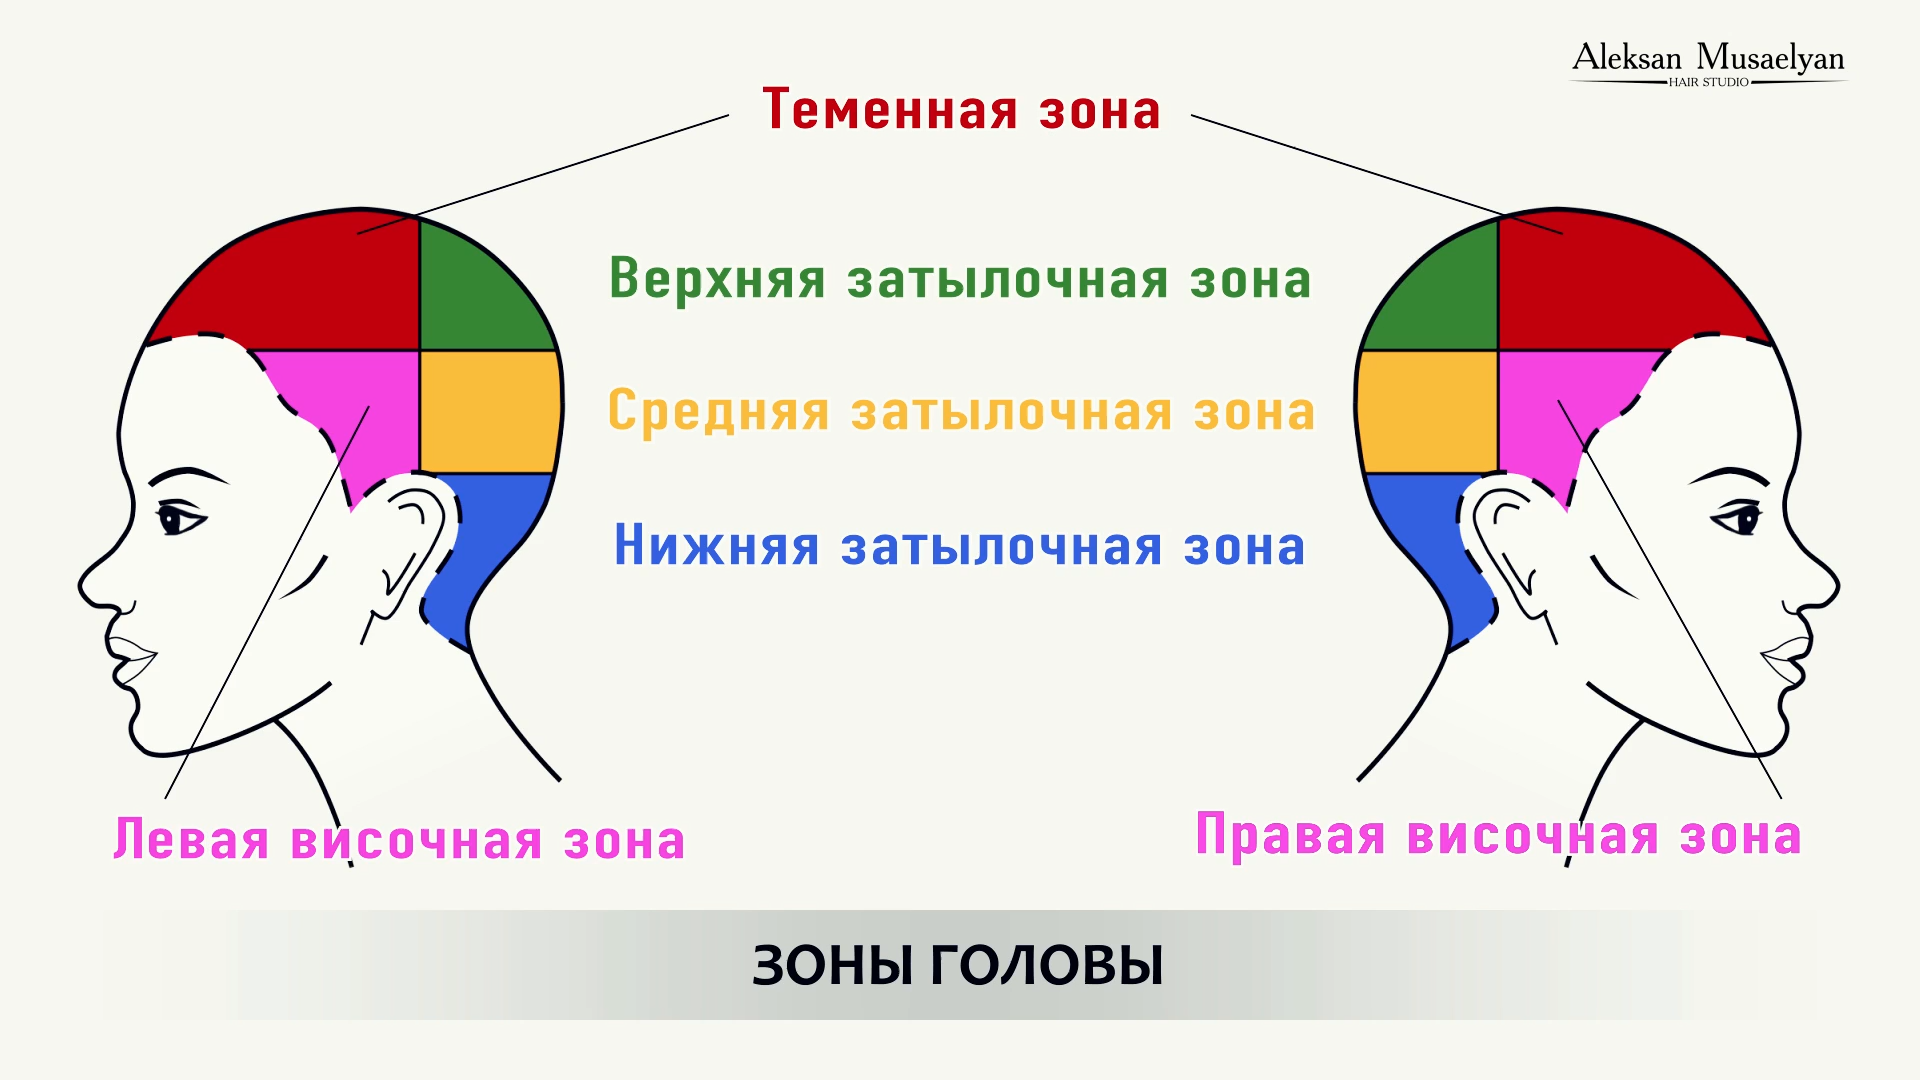 Aleksan Musaelyan
HAIR STUDIO
Теменная зона
Верхняя затылочная зона
Средняя затылочная зона
Нижняя затылочная зона
Левая височная зона
Правая височная зона
ЗОНЫ ГОЛОВЫ